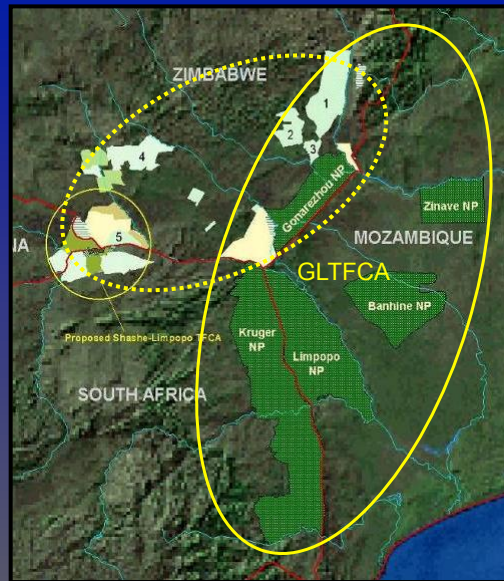 ZIMBABWE
1
2
3
4
Gonarezhou NP
Zinave NP
5
NA
MOZAMBIQUE
GLTFCA
Banhine NP
Kruger
NP
Limpopo
NP
Proposed Shashe-Limpopo TFCA
SOUTH AFRICA